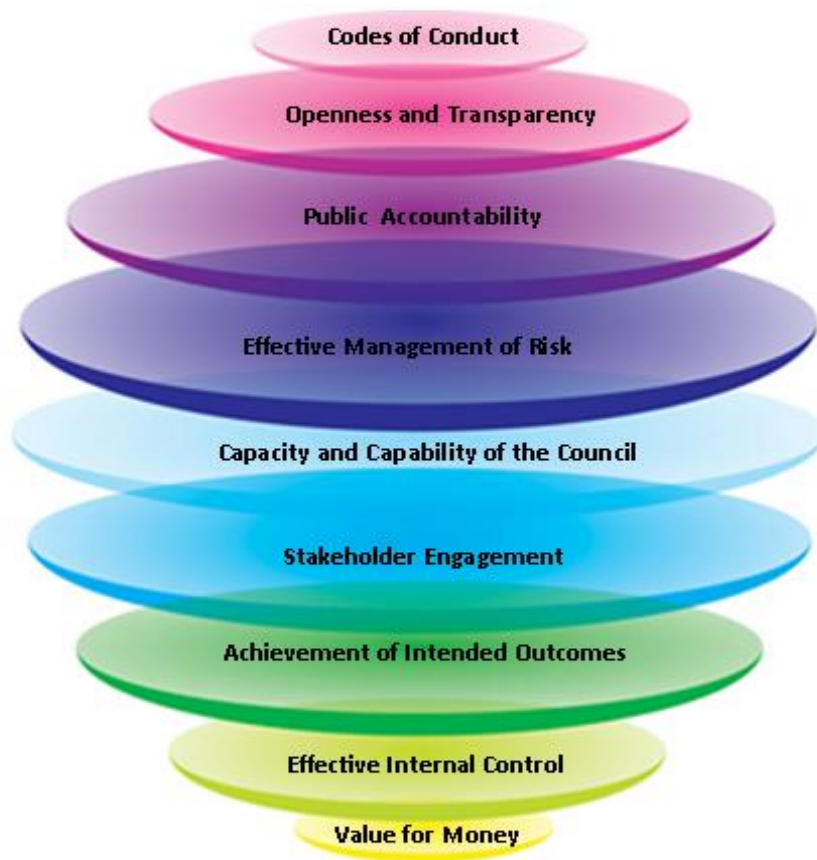 Codes of Conduct
Openness and Transparency
Public Accountability
Effective Management of Risk
Capacity and Capability of the Council
Stakeholder Engagement
Achievement of Intended Outcomes
Effective Internal Control
Value for Money